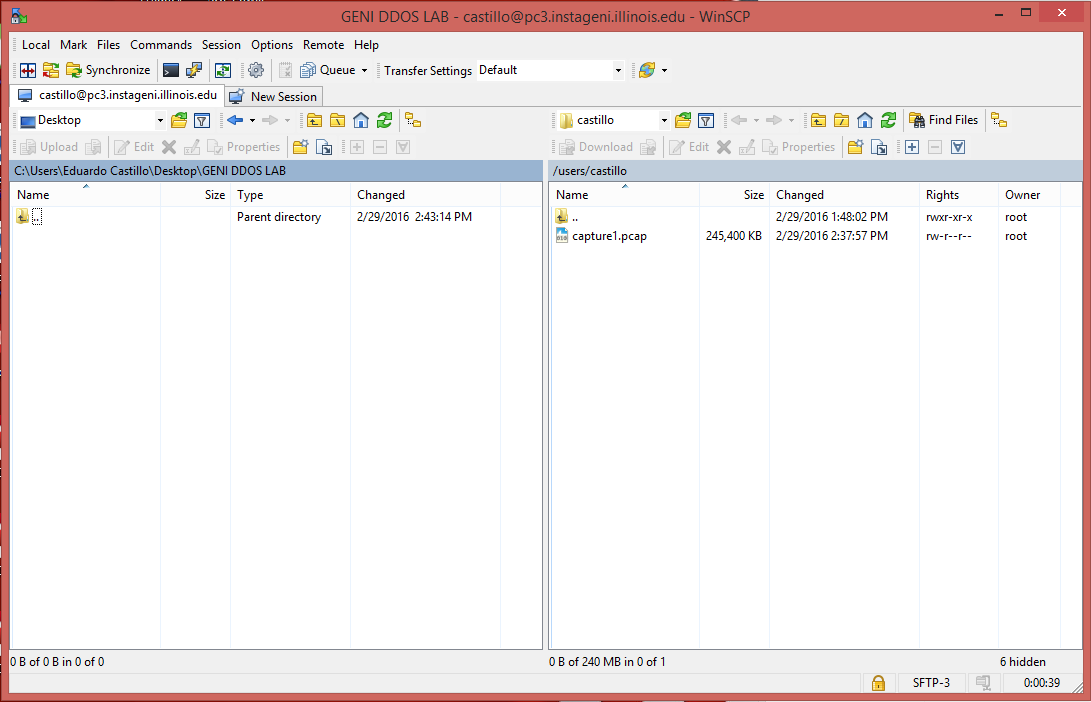 GENI DDOS LAB - castillo@pc3.instageni.illinois.edu - WinSCP
Local Mark Files Commands Session Options Remote Help
Synchronize Queue Transfer Settings Default
castillo@pc3.instageni.illinois.edu New Session
Desktop
Upload Edit Properties
C:\Users\Eduardo Castillo\Desktop\GENI DDOS LAB
Name Size Type Changed
.. Parent directory 2/29/2016 2:43:14 PM
0 B of 0 B in 0 of 0
castillo Find Files
Download Edit Properties
/users/castillo
Name Size Changed Rights Owner
.. 2/29/2016 1:48:02 PM rwxr-xr-x root
capture1.pcap 245,400 KB 2/29/2016 2:37:57 PM rw-r--r-- root
0 B of 240 MB in 0 of 1 6 hidden
SFTP-3 0:00:39